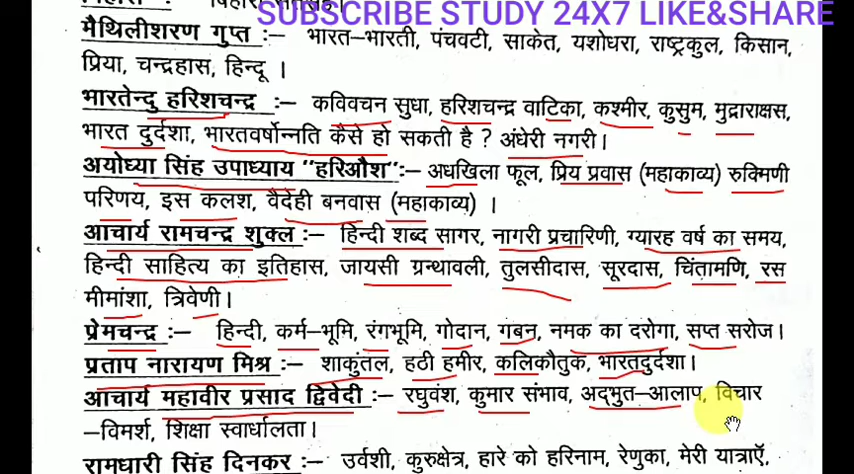 SUBSCRIBE STUDY 24X7 LIKE&SHARE
मैथिलीशरण गुप्त :– भारत–भारती, पंचवटी, साकेत, यशोधरा, राष्ट्रकुल, किसान,
प्रिया, चन्द्रहास, हिन्दू ।
भारतेन्दु हरिशचन्द्र :– कविवचन सुधा, हरिशचन्द्र वाटिका, कश्मीर, कुसुम, मुद्राराक्षस,
भारत दुर्दशा, भारतवर्षोन्नति कैसे हो सकती है ? अंधेरी नगरी।
अयोध्या सिंह उपाध्याय "हरिऔश":– अधखिला फूल, प्रिय प्रवास (महाकाव्य) रुक्मिणी
परिणय, इस कलश, वैदेही बनवास (महाकाव्य) ।
आचार्य रामचन्द्र शुक्ल :– हिन्दी शब्द सागर, नागरी प्रचारिणी, ग्यारह वर्ष का समय,
हिन्दी साहित्य का इतिहास, जायसी ग्रन्थावली, तुलसीदास, सूरदास, चिंतामणि, रस
मीमांशा, त्रिवेणी।
प्रेमचन्द्र :– हिन्दी, कर्म–भूमि, रंगभूमि, गोदान, गबन, नमक का दरोगा, सप्त सरोज।
प्रताप नारायण मिश्र :– शाकुंतल, हठी हमीर, कलिकौतुक, भारतदुर्दशा।
आचार्य महावीर प्रसाद द्विवेदी :– रघुवंश, कुमार संभाव, अद्भुत–आलाप, विचार
–विमर्श, शिक्षा स्वार्धालता।
रामधारी सिंह दिनकर :– उर्वशी, कुरुक्षेत्र, हारे को हरिनाम, रेणुका, मेरी यात्राएँ,